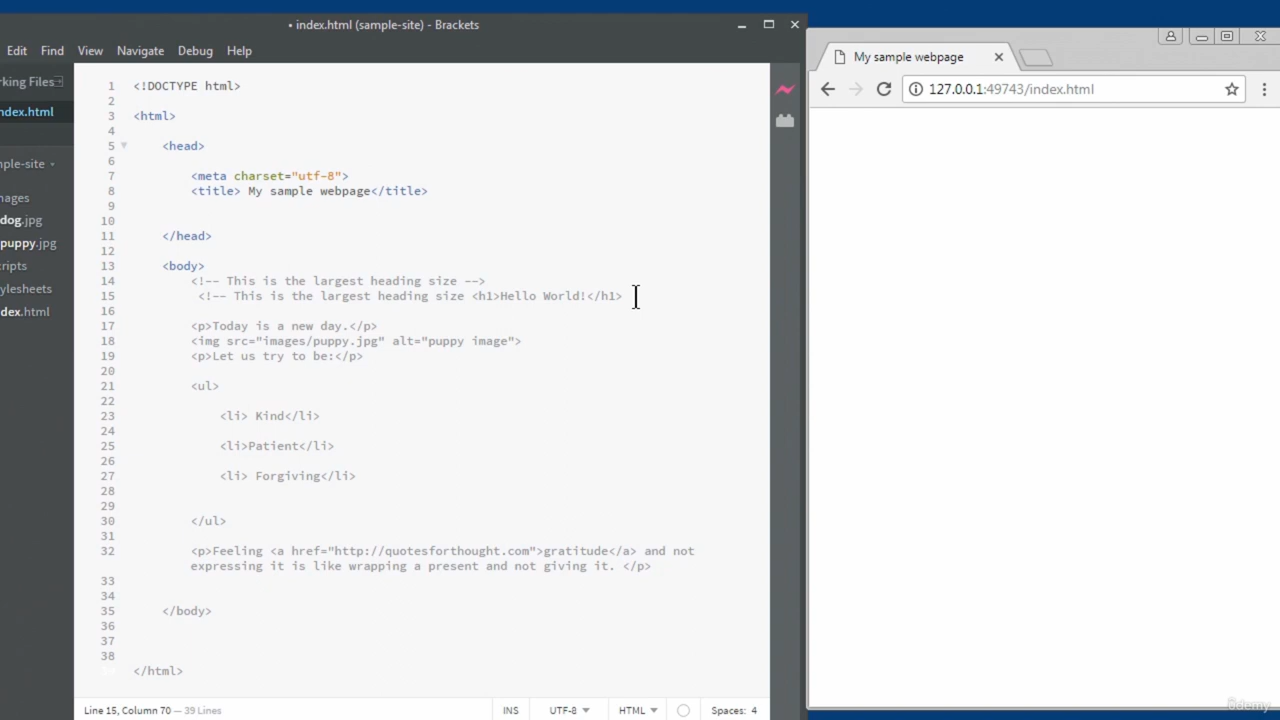 • index.html (sample-site) - Brackets
Edit Find View Navigate Debug Help
rking Files
ndex.html
mple-site
nages
dog.jpg
puppy.jpg
cripts
ylesheets
dex.html
1 <!DOCTYPE html>
2
3 <html>
4
5 <head>
6
7 <meta charset="utf-8">
8 <title> My sample webpage</title>
9
10
11 </head>
12
13 <body>
14 <!-- This is the largest heading size -->
15 <!-- This is the largest heading size <h1>Hello World!</h1>
16
17 <p>Today is a new day.</p>
18 <img src="images/puppy.jpg" alt="puppy image">
19 <p>Let us try to be:</p>
20
21 <ul>
22
23 <li> Kind</li>
24
25 <li>Patient</li>
26
27 <li> Forgiving</li>
28
29
30 </ul>
31
32 <p>Feeling <a href="http://quotesforthought.com">gratitude</a> and not
expressing it is like wrapping a present and not giving it. </p>
33
34
35 </body>
36
37
38
</html>
Line 15, Column 70 — 39 Lines
INS UTF-8 HTML Spaces: 4
My sample webpage
127.0.0.1:49743/index.html
ûdemy